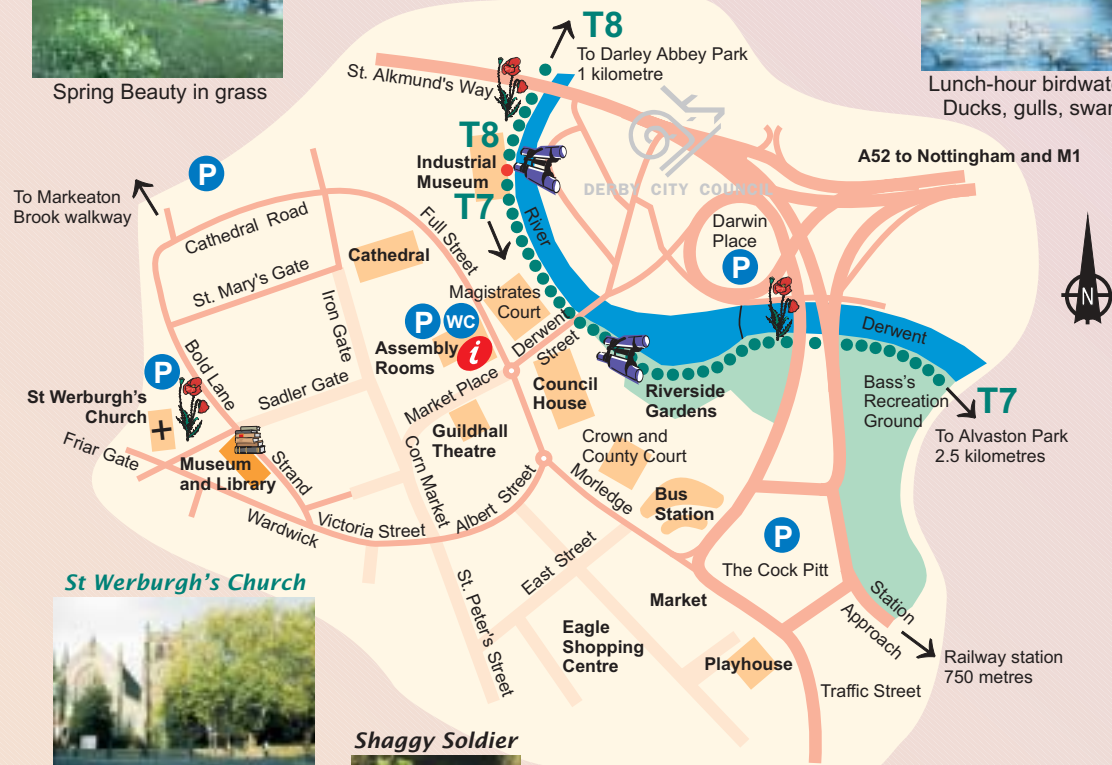 Spring Beauty in grass
T8
To Darley Abbey Park
1 kilometre
St. Alkmund's Way
Lunch-hour birdwat
Ducks, gulls, swan
T8
Industrial
Museum
T7
DERBY CITY COUNCIL
A52 to Nottingham and M1
P
To Markeaton
Brook walkway
Cathedral Road
Full Street
River
Darwin
Place
P
Cathedral
St. Mary's Gate
Iron Gate
Magistrates
Court
N
P
WC
i
Assembly
Rooms
Derwent
Street
Derwent
Bold Lane
P
St Werburgh's
Church
Sadler Gate
Market Place
Council
House
Riverside
Gardens
Bass's
Recreation
Ground
T7
To Alvaston Park
2.5 kilometres
Friar Gate
Museum
and Library
Strand
Guildhall
Theatre
Corn Market
Crown and
County Court
Morledge
Bus
Station
Wardwick
Victoria Street
Albert Street
P
The Cock Pitt
East Street
St. Peter's Street
Market
Eagle
Shopping
Centre
Playhouse
Station
Approach
Railway station
750 metres
Traffic Street
St Werburgh's Church
Shaggy Soldier